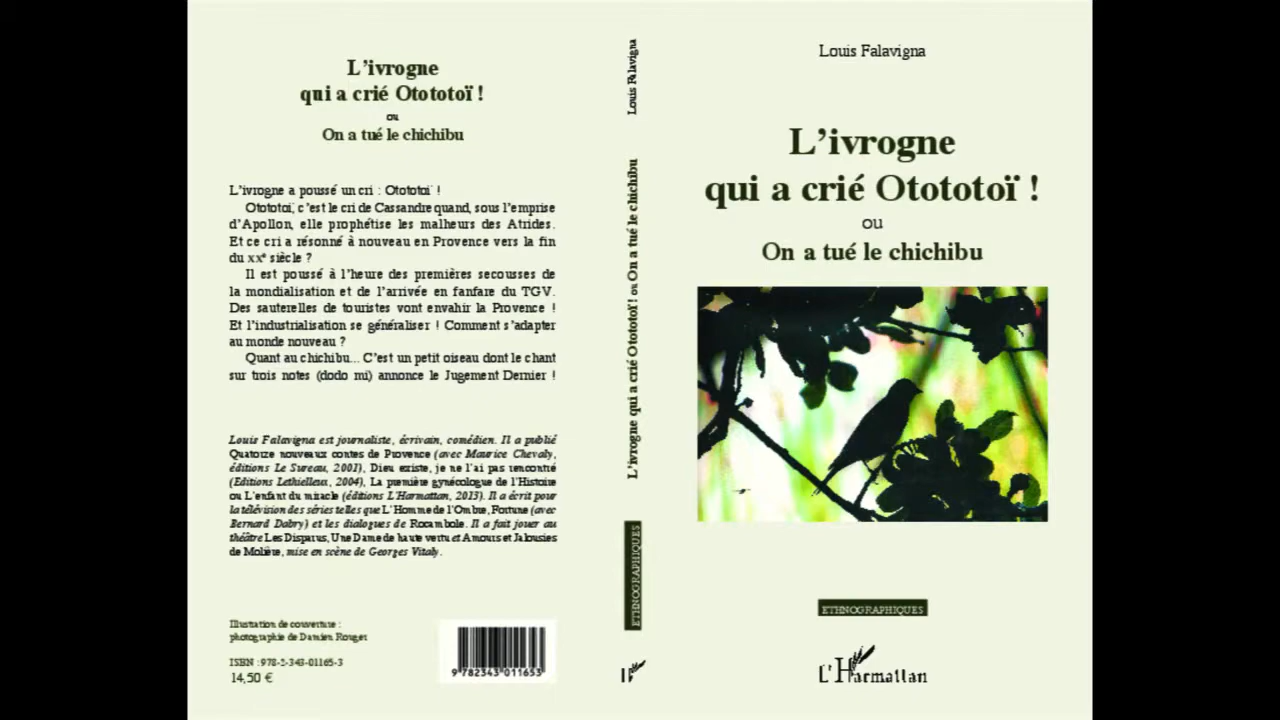 L'ivrogne
qui a crié Otototoï !
ou
On a tué le chichibu
L'ivrogne a poussé un cri : Otototoï !
Otototoï, c'est le cri de Cassandre quand, sous l'emprise
d'Apollon, elle prophétise les malheurs des Atrides.
Et ce cri a résonné à nouveau en Provence vers la fin
du XXe siècle ?
Il est poussé à l'heure des premières secousses de
la mondialisation et de l'arrivée en fanfare du TGV.
Des sauterelles de touristes vont envahir la Provence !
Et l'industrialisation se généraliser ! Comment s'adapter
au monde nouveau ?
Quant au chichibu... C'est un petit oiseau dont le chant
sur trois notes (dodo mi) annonce le Jugement Dernier !
Louis Falavigna est journaliste, écrivain, comédien. Il a publié
Quatorze nouveaux contes de Provence (avec Maurice Chevaly,
éditions Le Sureau, 2001), Dieu existe, je ne l'ai pas rencontré
(Editions Lethielleux, 2004), La première gynécologue de l'Histoire
ou L'enfant du miracle (éditions L'Harmattan, 2013). Il a écrit pour
la télévision des séries telles que L'Homme de l'Ombre, Fortune (avec
Bernard Dabry) et les dialogues de Rocambole. Il a fait jouer au
théâtre Les Disparus, Une Dame de haute vertu et Amours et Jalousies
de Molière, mise en scène de Georges Vitaly.
Illustration de couverture :
photographie de Damien Rouget
ISBN : 978-2-343-01165-3
14,50 €
9 782343 011653
Louis Falavigna
L'ivrogne qui a crié Otototoï ! ou On a tué le chichibu
ETHNOGRAPHIQUES
Louis Falavigna
L'ivrogne
qui a crié Otototoï !
ou
On a tué le chichibu
ETHNOGRAPHIQUES
L'Harmattan